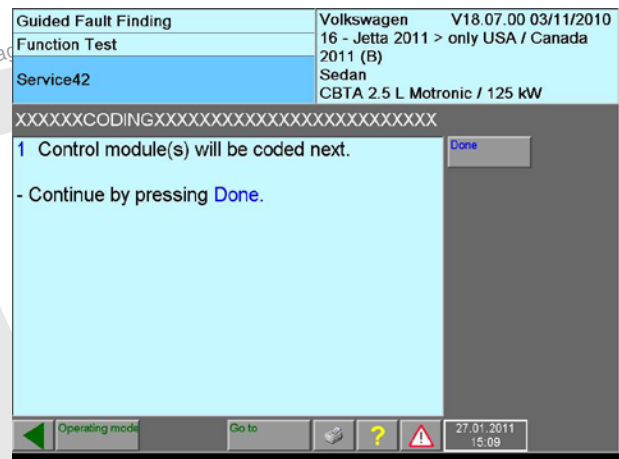 Guided Fault Finding
Function Test
Service42
Volkswagen V18.07.00 03/11/2010
16 - Jetta 2011 > only USA / Canada
2011 (B)
Sedan
CBTA 2.5 L Motronic / 125 kW
XXXXXXCODINGXXXXXXXXXXXXXXXXXXXXXXXXX
1 Control module(s) will be coded next.
- Continue by pressing Done.
Done
Operating mode
Go to
?
27.01.2011
15:09